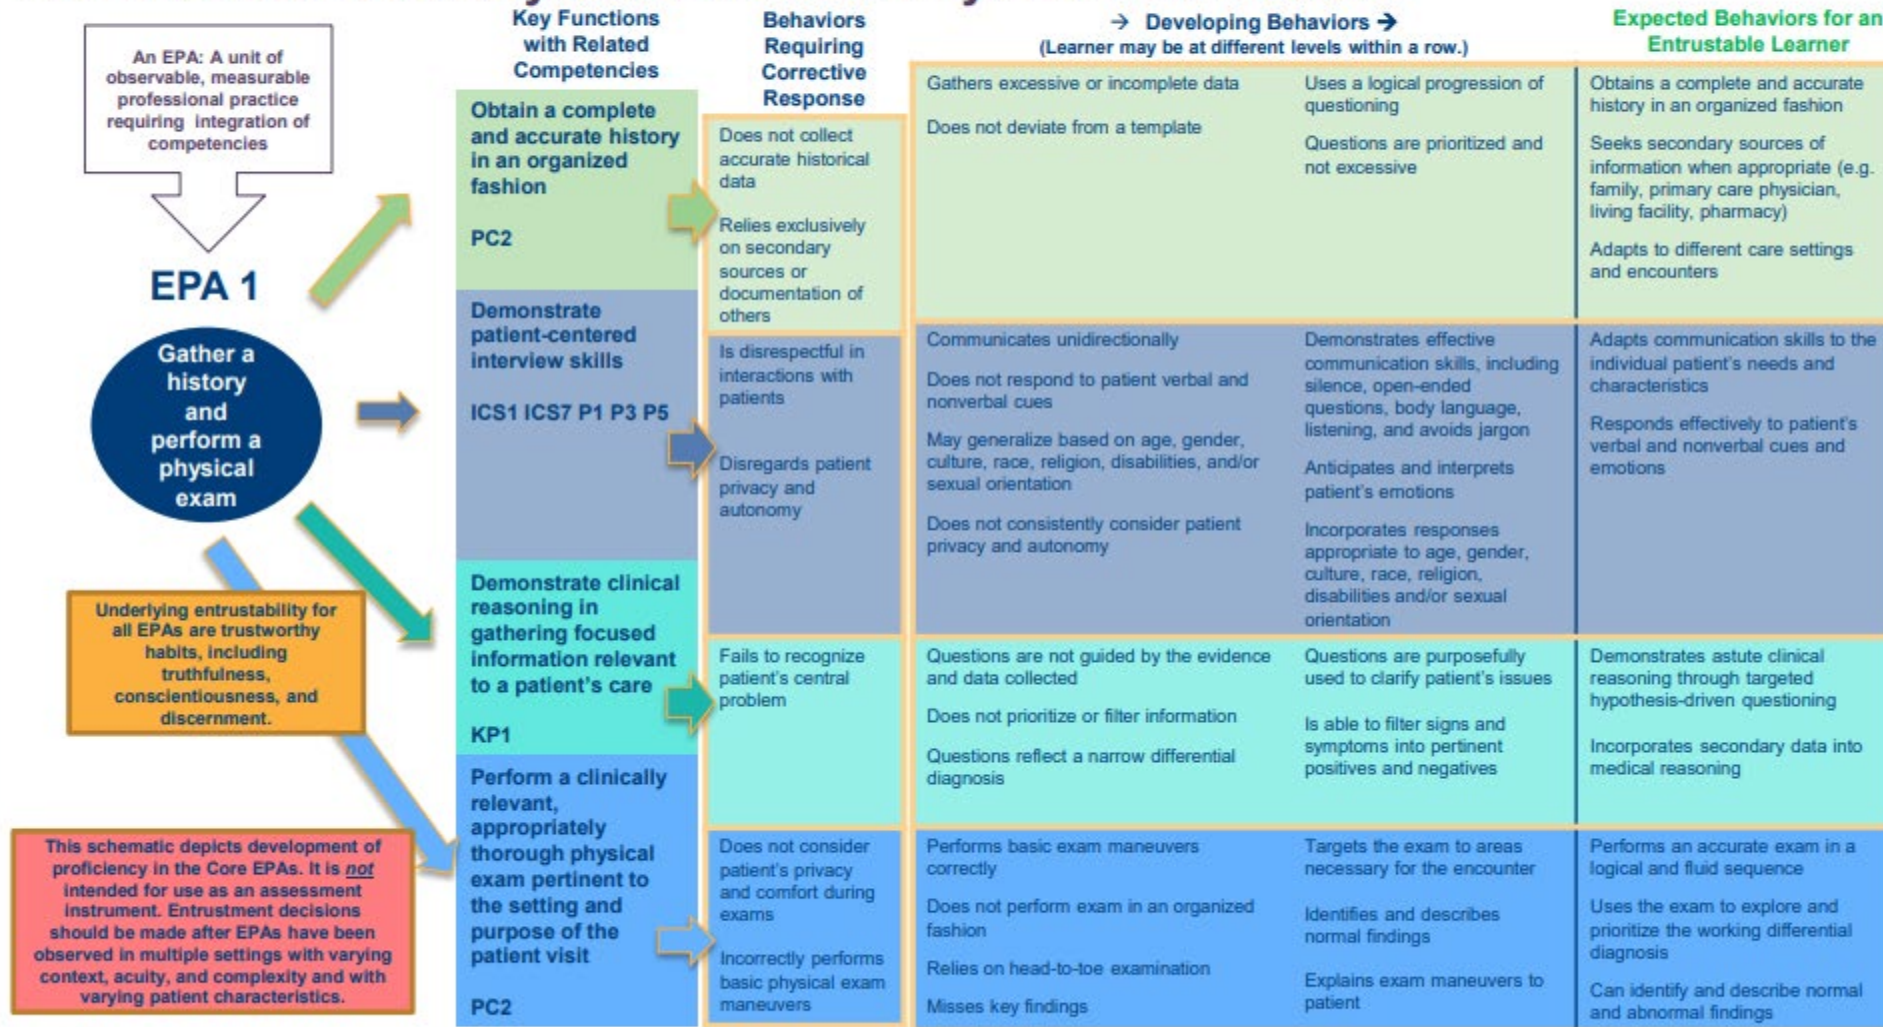 An EPA: A unit of
observable, measurable
professional practice
requiring integration of
competencies
EPA 1
Gather a
history
and
perform a
physical
exam
Underlying entrustability for
all EPAs are trustworthy
habits, including
truthfulness,
conscientiousness, and
discernment.
This schematic depicts development of
proficiency in the Core EPAs. It is not
intended for use as an assessment
instrument. Entrustment decisions
should be made after EPAs have been
observed in multiple settings with varying
context, acuity, and complexity and with
varying patient characteristics.
Key Functions
with Related
Competencies
Behaviors
Requiring
Corrective
Response
→ Developing Behaviors →
(Learner may be at different levels within a row.)
Expected Behaviors for an
Entrustable Learner
Obtain a complete
and accurate history
in an organized
fashion
PC2
Does not collect
accurate historical
data
Relies exclusively
on secondary
sources or
documentation of
others
Gathers excessive or incomplete data
Does not deviate from a template
Uses a logical progression of
questioning
Questions are prioritized and
not excessive
Obtains a complete and accurate
history in an organized fashion
Seeks secondary sources of
information when appropriate (e.g.
family, primary care physician,
living facility, pharmacy)
Adapts to different care settings
and encounters
Demonstrate
patient-centered
interview skills
ICS1 ICS7 P1 P3 P5
Is disrespectful in
interactions with
patients
Disregards patient
privacy and
autonomy
Communicates unidirectionally
Does not respond to patient verbal and
nonverbal cues
May generalize based on age, gender,
culture, race, religion, disabilities, and/or
sexual orientation
Does not consistently consider patient
privacy and autonomy
Demonstrates effective
communication skills, including
silence, open-ended
questions, body language,
listening, and avoids jargon
Anticipates and interprets
patient's emotions
Incorporates responses
appropriate to age, gender,
culture, race, religion,
disabilities and/or sexual
orientation
Adapts communication skills to the
individual patient's needs and
characteristics
Responds effectively to patient's
verbal and nonverbal cues and
emotions
Demonstrate clinical
reasoning in
gathering focused
information relevant
to a patient's care
KP1
Fails to recognize
patient's central
problem
Questions are not guided by the evidence
and data collected
Does not prioritize or filter information
Questions reflect a narrow differential
diagnosis
Questions are purposefully
used to clarify patient's issues
Is able to filter signs and
symptoms into pertinent
positives and negatives
Demonstrates astute clinical
reasoning through targeted
hypothesis-driven questioning
Incorporates secondary data into
medical reasoning
Perform a clinically
relevant,
appropriately
thorough physical
exam pertinent to
the setting and
purpose of the
patient visit
PC2
Does not consider
patient's privacy
and comfort during
exams
Incorrectly performs
basic physical exam
maneuvers
Performs basic exam maneuvers
correctly
Does not perform exam in an organized
fashion
Relies on head-to-toe examination
Misses key findings
Targets the exam to areas
necessary for the encounter
Identifies and describes
normal findings
Explains exam maneuvers to
patient
Performs an accurate exam in a
logical and fluid sequence
Uses the exam to explore and
prioritize the working differential
diagnosis
Can identify and describe normal
and abnormal findings